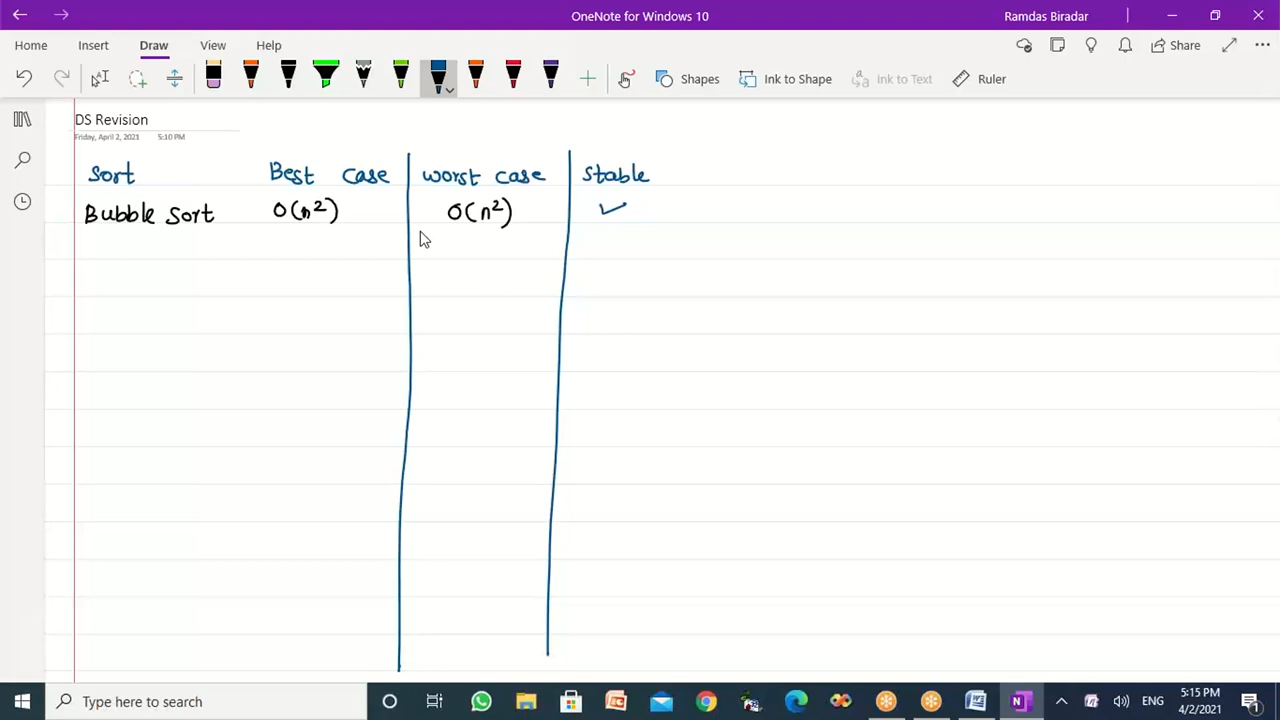 OneNote for Windows 10
Ramdas Biradar
Home Insert Draw View Help
Share
Shapes Ink to Shape Ink to Text Ruler
DS Revision
Friday, April 2, 2021 5:10 PM
Sort Best case worst case stable
Bubble Sort O(n²) O(n²) ✓
Type here to search
ENG
5:15 PM
4/2/2021